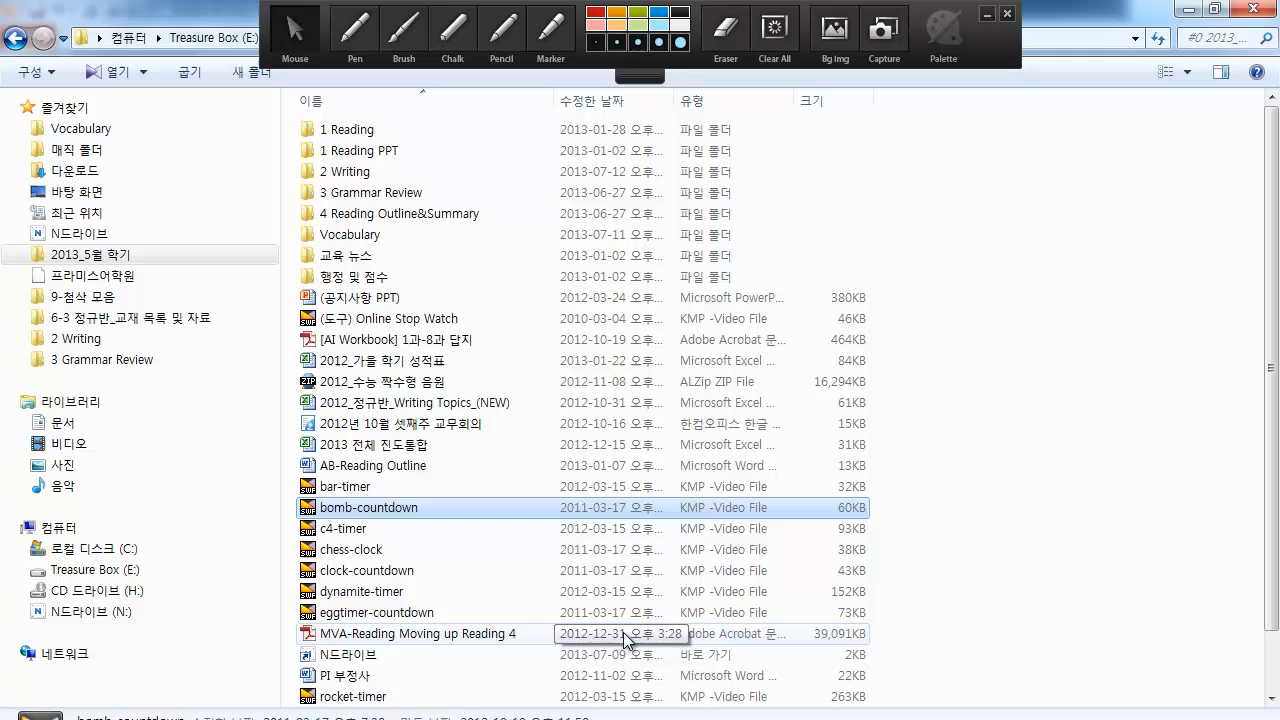 Mouse Pen Brush Chalk Pencil Marker Eraser Clear All Bg Img Capture Palette
컴퓨터 Treasure Box (E:) #0 2013_...
구성 열기 굽기 새 폴더
이름 수정한 날짜 유형 크기
즐겨찾기
Vocabulary
매직 폴더
다운로드
바탕 화면
최근 위치
N드라이브
2013_5월 학기
프라미스어학원
9-첨삭 모음
6-3 정규반_교재 목록 및 자료
2 Writing
3 Grammar Review
라이브러리
문서
비디오
사진
음악
컴퓨터
로컬 디스크 (C:)
Treasure Box (E:)
CD 드라이브 (H:)
N드라이브 (N:)
네트워크
1 Reading 2013-01-28 오후... 파일 폴더
1 Reading PPT 2013-01-02 오후... 파일 폴더
2 Writing 2013-07-12 오후... 파일 폴더
3 Grammar Review 2013-06-27 오후... 파일 폴더
4 Reading Outline&Summary 2013-06-27 오후... 파일 폴더
Vocabulary 2013-07-11 오후... 파일 폴더
교육 뉴스 2013-01-02 오후... 파일 폴더
행정 및 점수 2013-01-02 오후... 파일 폴더
(공지사항 PPT) 2012-03-24 오후... Microsoft PowerP... 380KB
(도구) Online Stop Watch 2010-03-04 오후... KMP -Video File 46KB
[AI Workbook] 1과-8과 답지 2012-10-19 오후... Adobe Acrobat 문... 464KB
2012_가을 학기 성적표 2013-01-22 오후... Microsoft Excel ... 84KB
2012_수능 짝수형 음원 2012-11-08 오후... ALZip ZIP File 16,294KB
2012_정규반_Writing Topics_(NEW) 2012-10-31 오후... Microsoft Excel ... 61KB
2012년 10월 셋째주 교무회의 2012-10-16 오후... 한컴오피스 한글 ... 15KB
2013 전체 진도통합 2012-12-15 오후... Microsoft Excel ... 31KB
AB-Reading Outline 2013-01-07 오후... Microsoft Word ... 13KB
bar-timer 2012-03-15 오후... KMP -Video File 32KB
bomb-countdown 2011-03-17 오후... KMP -Video File 60KB
c4-timer 2012-03-15 오후... KMP -Video File 93KB
chess-clock 2011-03-17 오후... KMP -Video File 38KB
clock-countdown 2011-03-17 오후... KMP -Video File 43KB
dynamite-timer 2012-03-15 오후... KMP -Video File 152KB
eggtimer-countdown 2011-03-17 오후... KMP -Video File 73KB
MVA-Reading Moving up Reading 4 2012-12-31 오후 3:28 dobe Acrobat 문... 39,091KB
N드라이브 2013-07-09 오후... 바로 가기 2KB
PI 부정사 2012-11-02 오후... Microsoft Word ... 22KB
rocket-timer 2012-03-15 오후... KMP -Video File 263KB